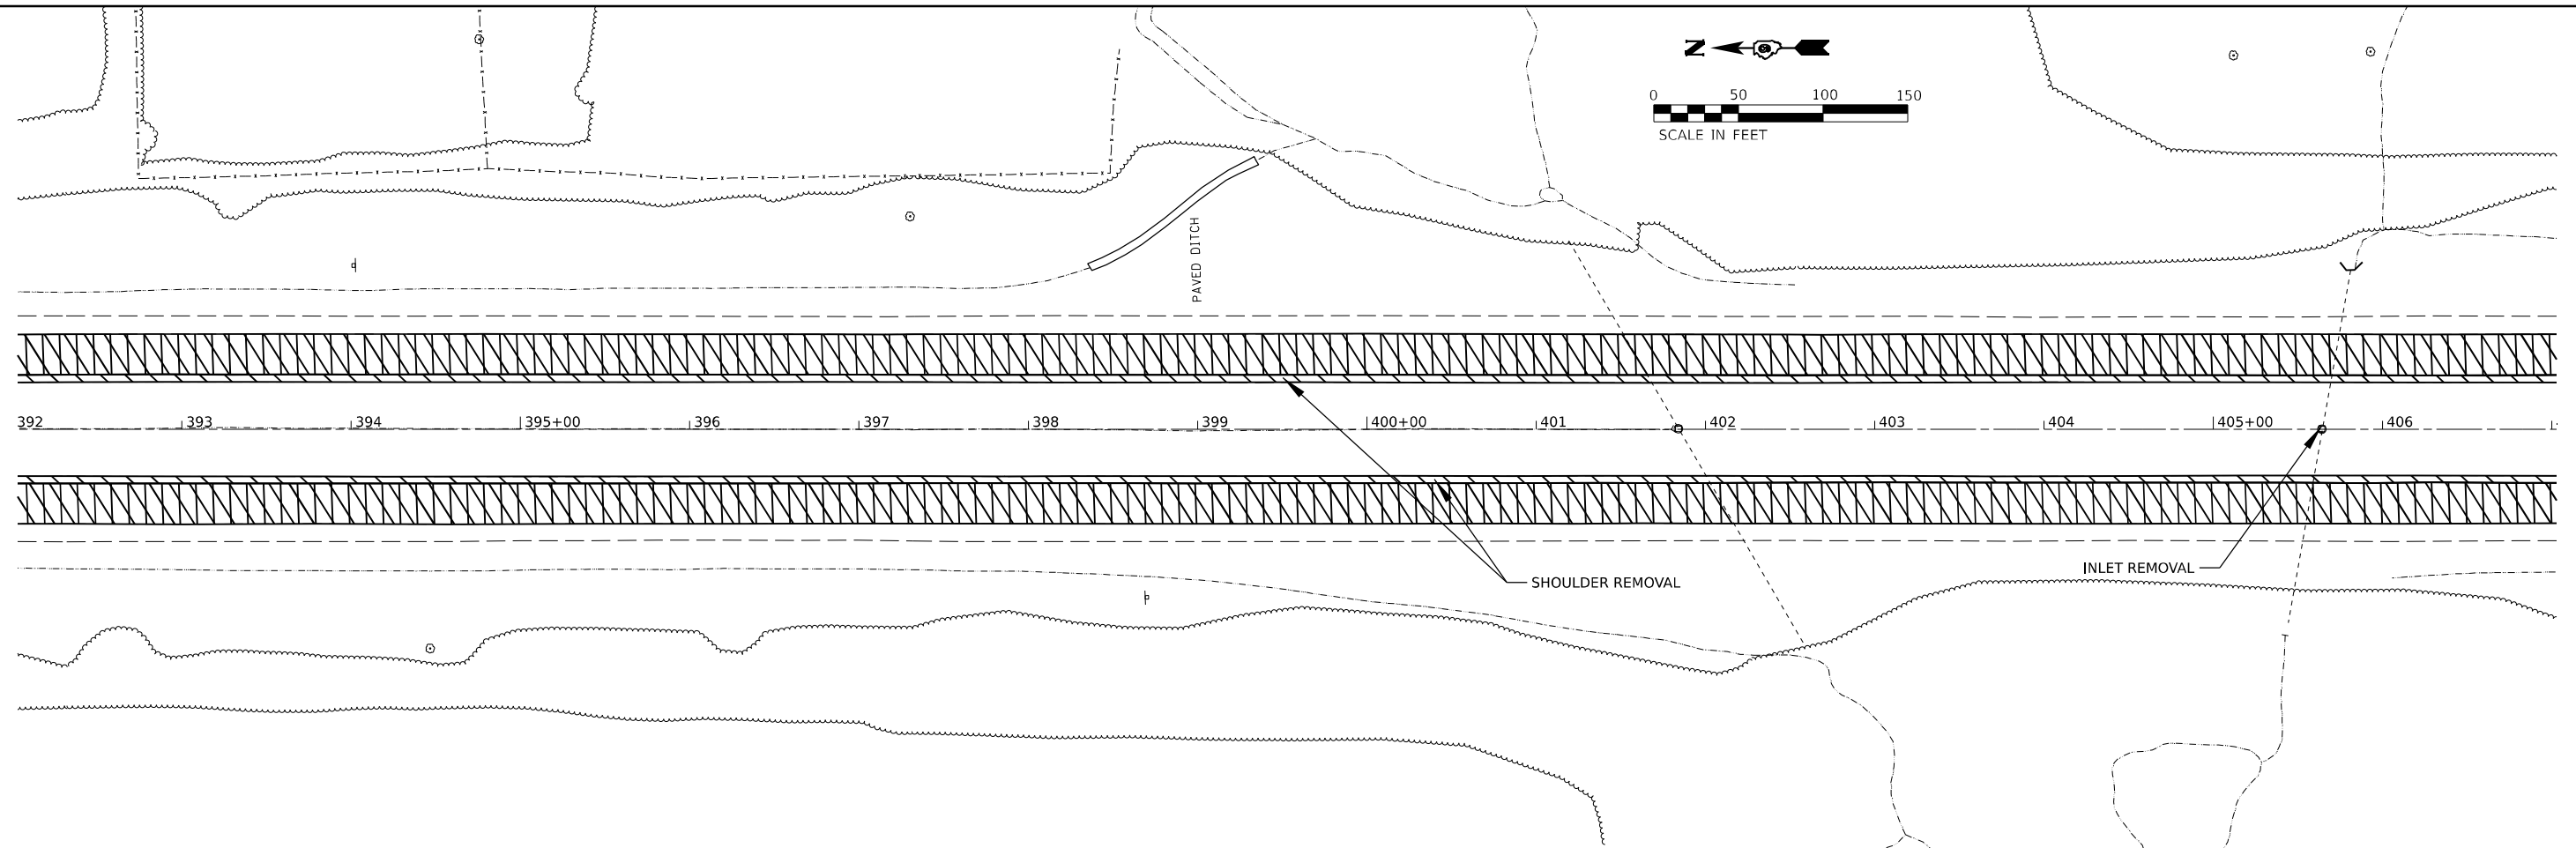 N
0 50 100 150
SCALE IN FEET
PAVED DITCH
392 393 394 395+00 396 397 398 399 400+00 401 402 403 404 405+00 406
INLET REMOVAL
SHOULDER REMOVAL